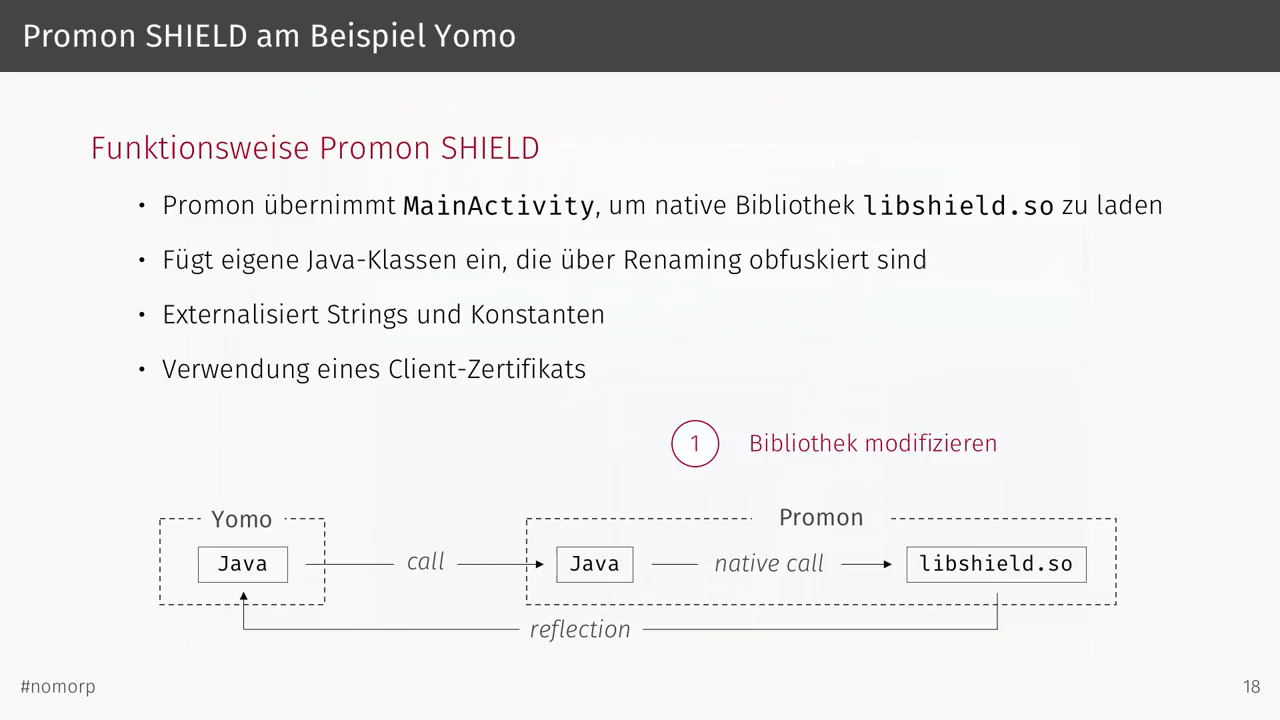 Promon SHIELD am Beispiel Yomo
Funktionsweise Promon SHIELD
• Promon übernimmt MainActivity, um native Bibliothek libshield.so zu laden
• Fügt eigene Java-Klassen ein, die über Renaming obfuskiert sind
• Externalisiert Strings und Konstanten
• Verwendung eines Client-Zertifikats
1 Bibliothek modifizieren
Yomo
Promon
Java
call
Java
native call
libshield.so
reflection
#nomorp
18